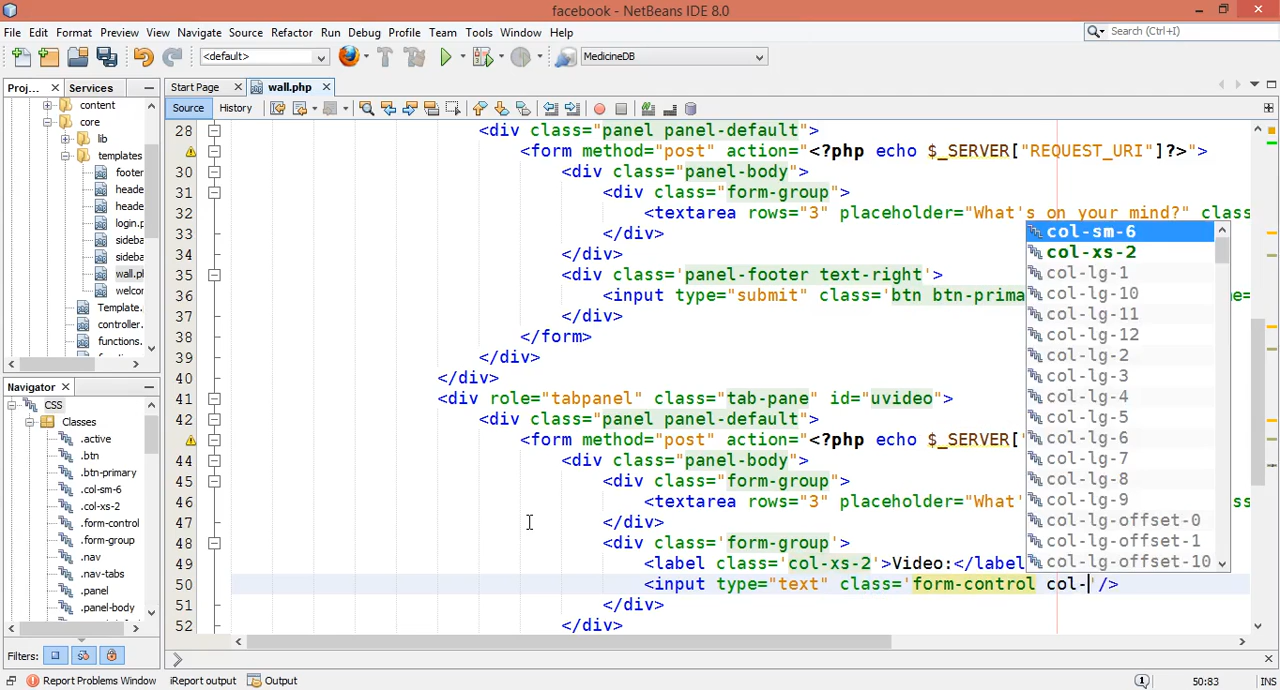 facebook - NetBeans IDE 8.0
File Edit Format Preview View Navigate Source Refactor Run Debug Profile Team Tools Window Help
Search (Ctrl+I)
<default>
MedicineDB
Proj...
Services
Start Page
wall.php
Source
History
content
core
lib
templates
footer
heade
heade
login.p
sideba
sideba
wall.pl
welco
Template.
controller.
functions.
Navigator
CSS
Classes
.active
.btn
.btn-primary
.col-sm-6
.col-xs-2
.form-control
.form-group
.nav
.nav-tabs
.panel
.panel-body
Filters:
28 <div class="panel panel-default">
<form method="post" action="<?php echo $_SERVER["REQUEST_URI"]?>">
30 <div class="panel-body">
31 <div class="form-group">
32 <textarea rows="3" placeholder="What's on your mind?" class
33 </div>
34 </div>
35 <div class='panel-footer text-right'>
36 <input type="submit" class='btn btn-prima
37 </div>
38 </form>
39 </div>
40 </div>
41 <div role="tabpanel" class="tab-pane" id="uvideo">
42 <div class="panel panel-default">
<form method="post" action="<?php echo $_SERVER['
44 <div class="panel-body">
45 <div class="form-group">
46 <textarea rows="3" placeholder="What'
47 </div>
48 <div class='form-group'>
49 <label class='col-xs-2'>Video:</label
50 <input type="text" class='form-control col-'/>
51 </div>
52 </div>
col-sm-6
col-xs-2
col-lg-1
col-lg-10
col-lg-11
col-lg-12
col-lg-2
col-lg-3
col-lg-4
col-lg-5
col-lg-6
col-lg-7
col-lg-8
col-lg-9
col-lg-offset-0
col-lg-offset-1
col-lg-offset-10
Report Problems Window
iReport output
Output
1
50:83
INS